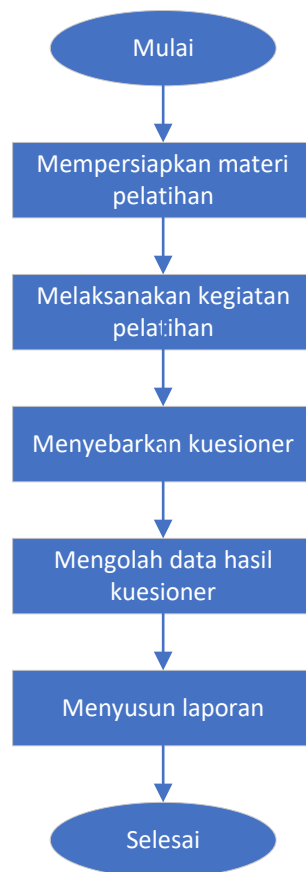 Mulai
Mempersiapkan materi
pelatihan
Melaksanakan kegiatan
pelatihan
Menyebarkan kuesioner
Mengolah data hasil
kuesioner
Menyusun laporan
Selesai